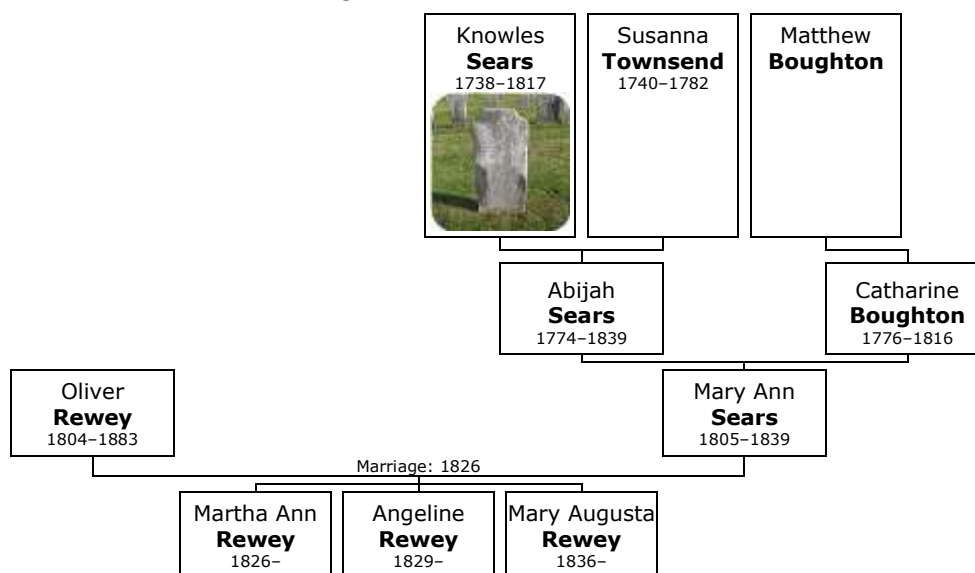 Knowles
Sears
1738–1817
Susanna
Townsend
1740–1782
Matthew
Boughton
Abijah
Sears
1774–1839
Catharine
Boughton
1776–1816
Oliver
Rewey
1804–1883
Mary Ann
Sears
1805–1839
Marriage: 1826
Martha Ann
Rewey
1826–
Angeline
Rewey
1829–
Mary Augusta
Rewey
1836–